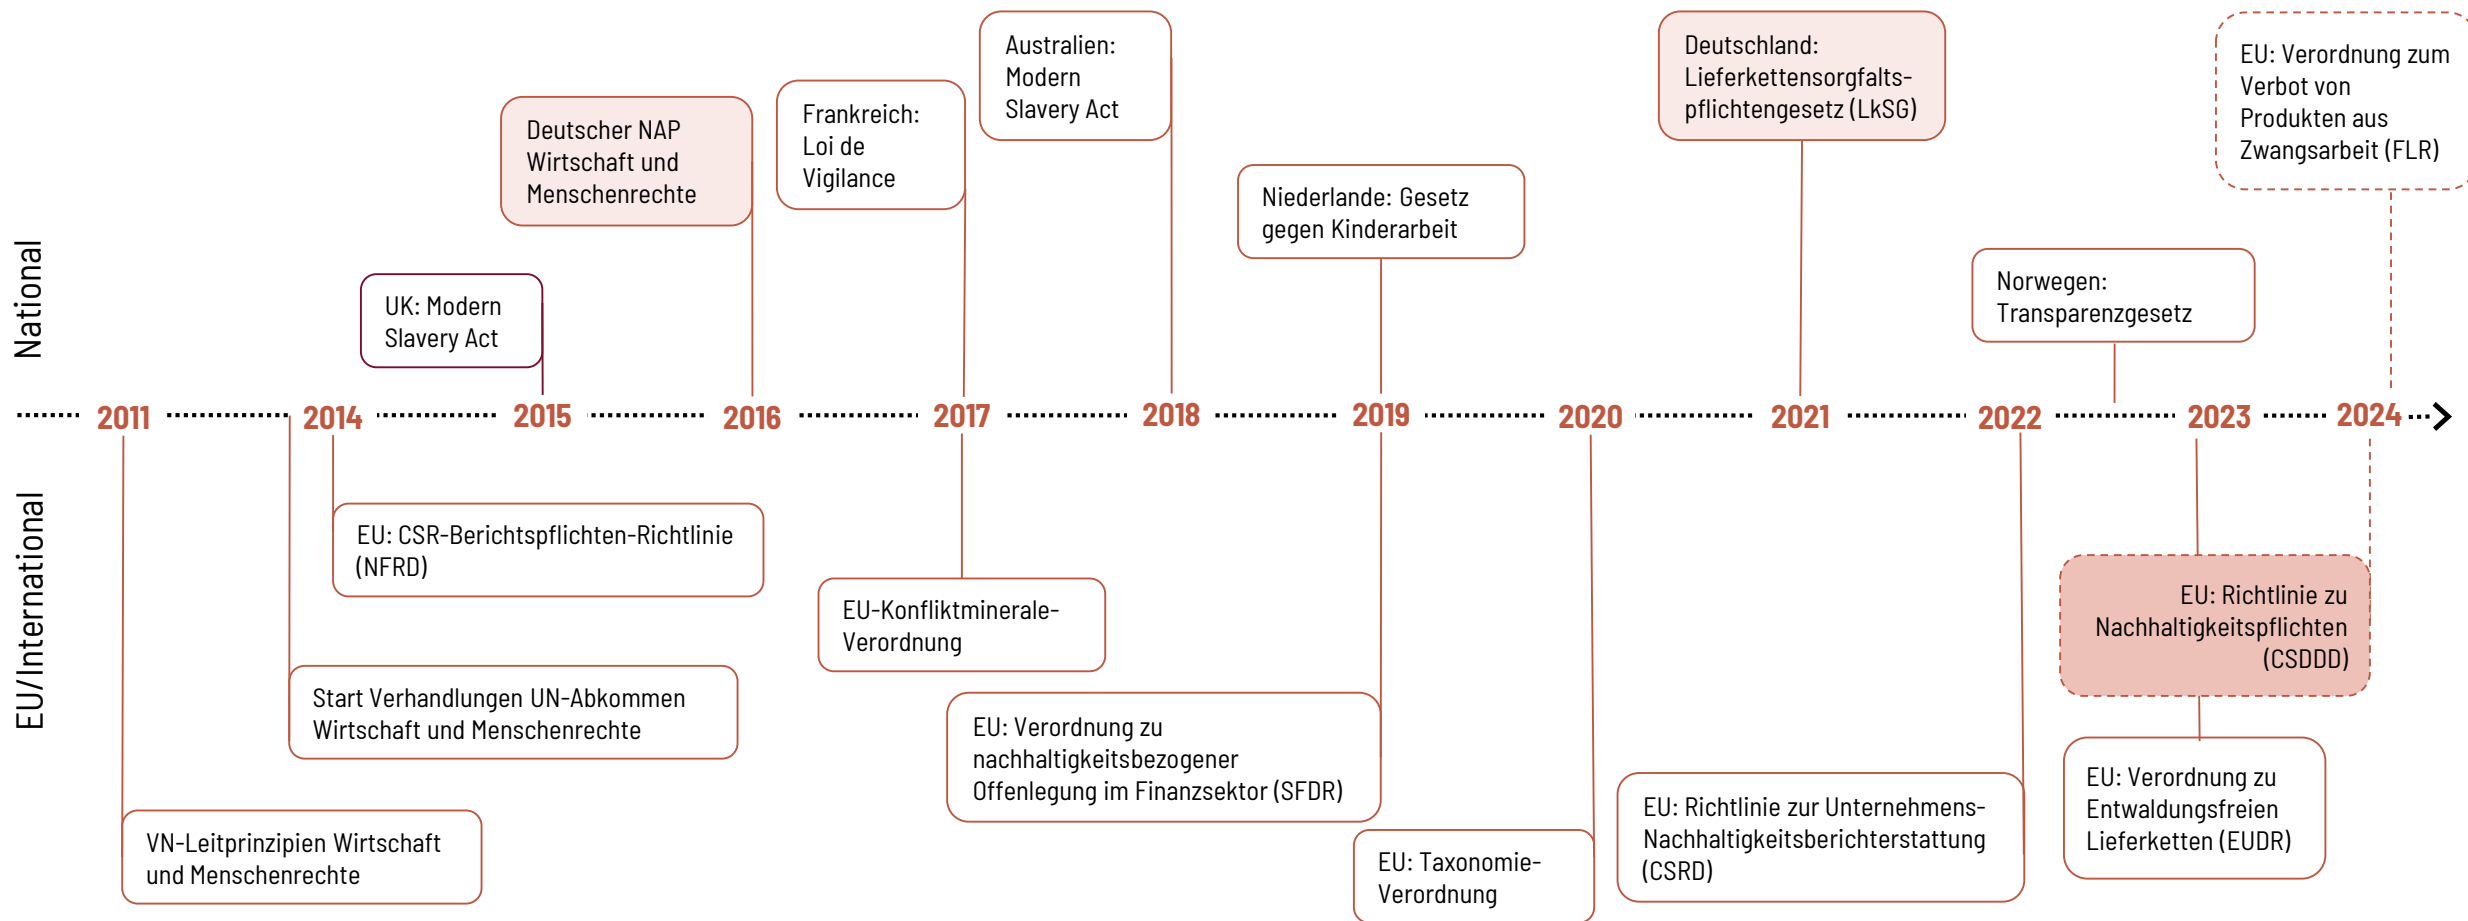 Australien:
Modern
Slavery Act
Deutschland:
Lieferkettensorgfalts-
pflichtengesetz (LkSG)
EU: Verordnung zum
Verbot von
Produkten aus
Zwangsarbeit (FLR)
Frankreich:
Loi de
Vigilance
Deutscher NAP
Wirtschaft und
Menschenrechte
Niederlande: Gesetz
gegen Kinderarbeit
National
UK: Modern
Slavery Act
Norwegen:
Transparenzgesetz
2011
2014
2015
2016
2017
2018
2019
2020
2021
2022
2023
2024
EU/International
EU: CSR-Berichtspflichten-Richtlinie
(NFRD)
EU-Konfliktminerale-
Verordnung
EU: Richtlinie zu
Nachhaltigkeitspflichten
(CSDDD)
Start Verhandlungen UN-Abkommen
Wirtschaft und Menschenrechte
EU: Verordnung zu
nachhaltigkeitsbezogener
Offenlegung im Finanzsektor (SFDR)
EU: Verordnung zu
Entwaldungsfreien
Lieferketten (EUDR)
EU: Richtlinie zur Unternehmens-
Nachhaltigkeitsberichterstattung
(CSRD)
VN-Leitprinzipien Wirtschaft
und Menschenrechte
EU: Taxonomie-
Verordnung